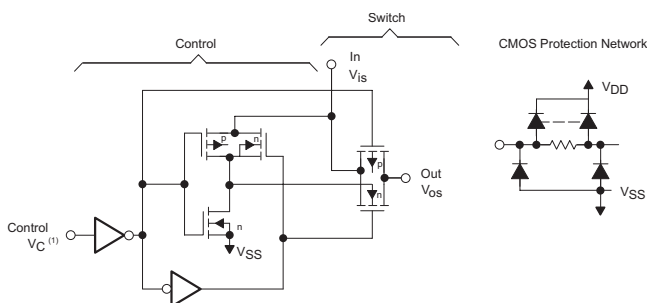 Switch
Control
In
Vis
CMOS Protection Network
VDD
p
n
p
n
Out
Vos
n
VSS
Control
VC (1)
VSS